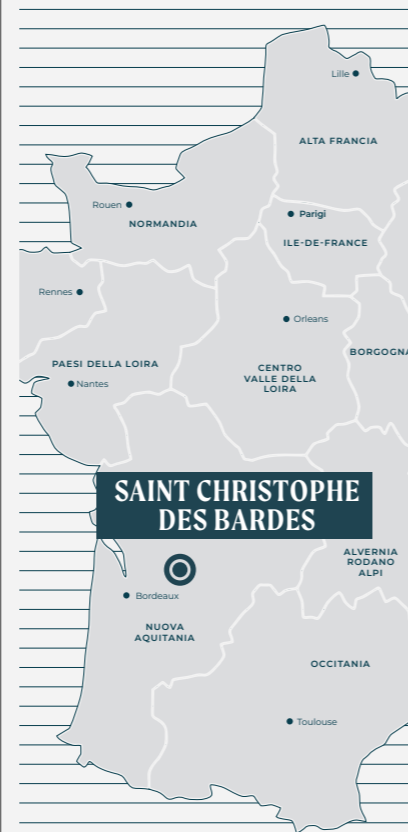 Lille
ALTA FRANCIA
Rouen
NORMANDIA
Parigi
ILE-DE-FRANCE
Rennes
Orleans
BORGOGNA
PAESI DELLA LOIRA
Nantes
CENTRO
VALLE DELLA
LOIRA
SAINT CHRISTOPHE
DES BARDES
ALVERNIA
RODANO
ALPI
Bordeaux
NUOVA
AQUITANIA
OCCITANIA
Toulouse